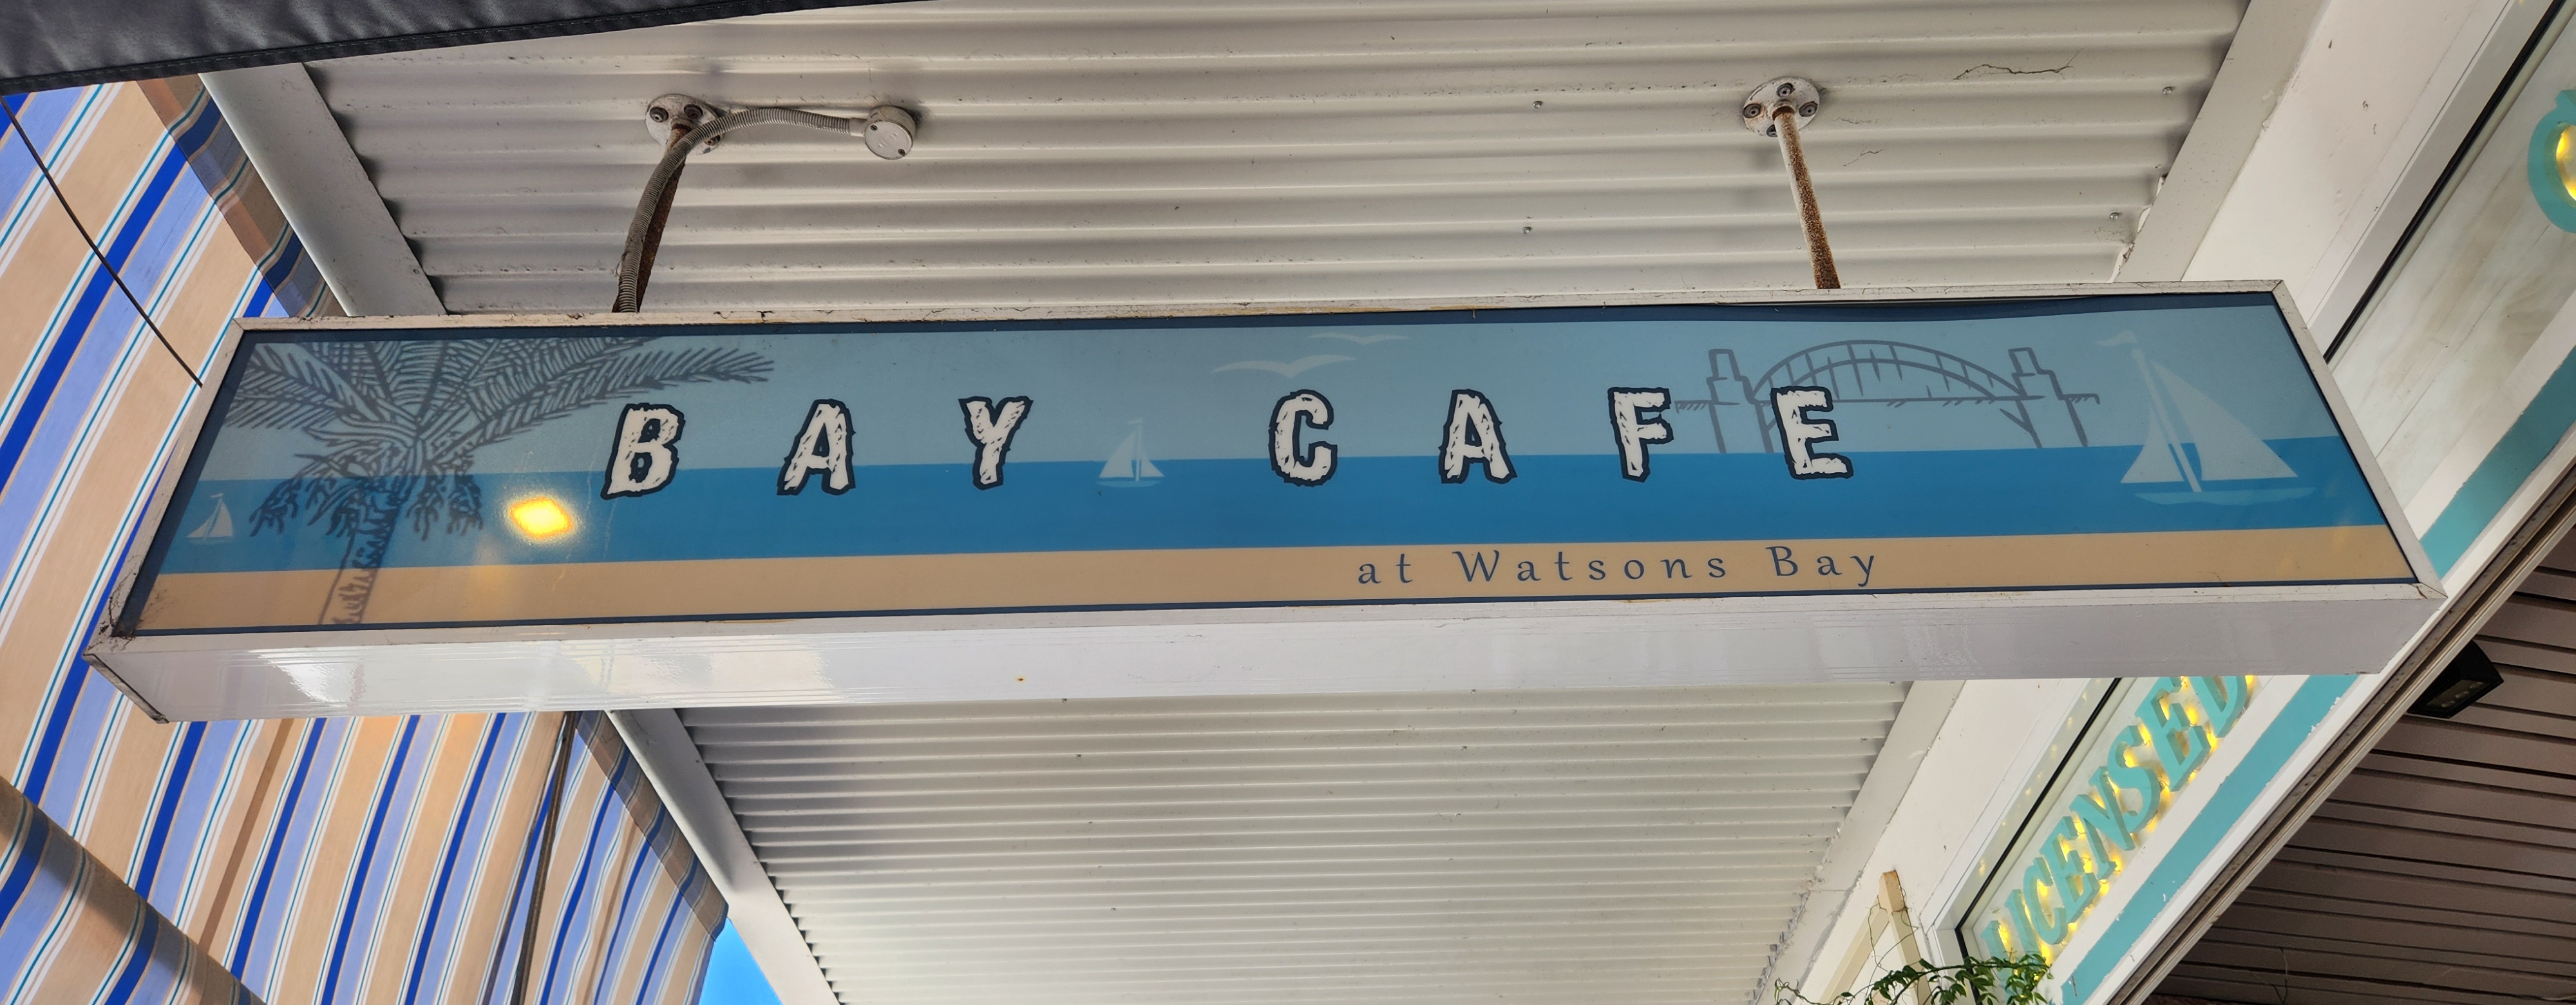 BAY CAFE
at Watsons Bay
LICENSED